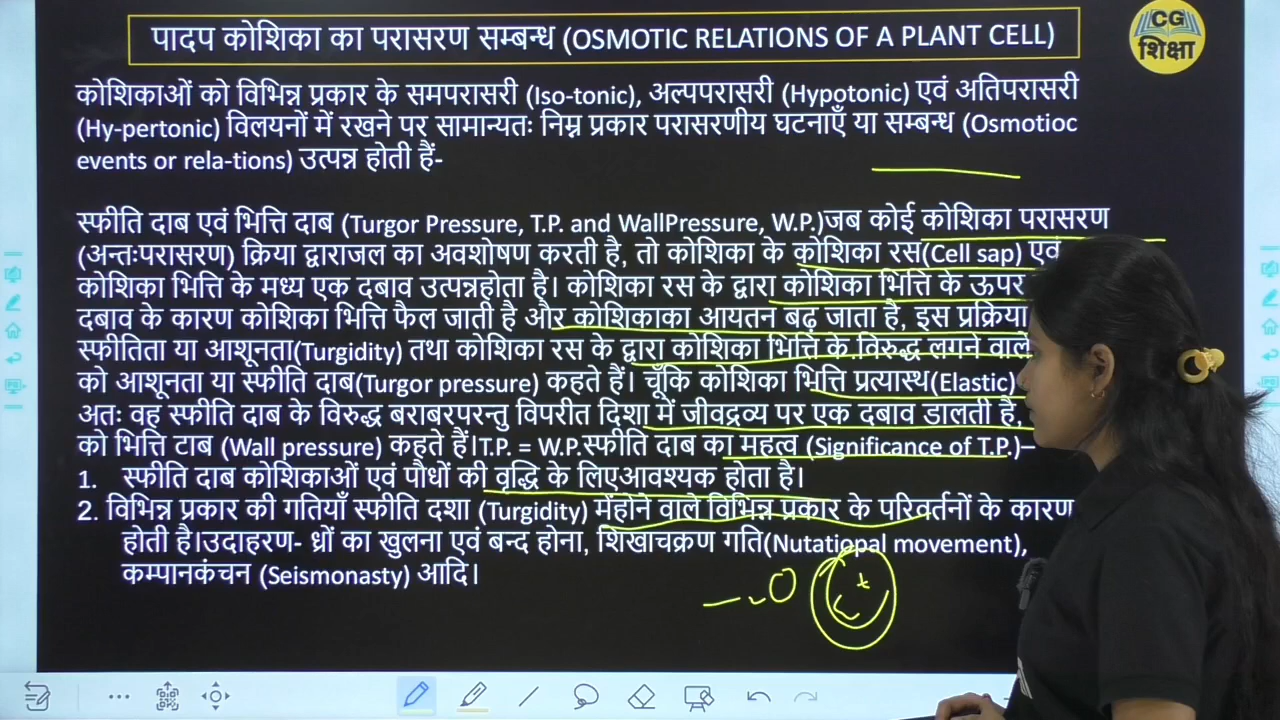 पादप कोशिका का परासरण सम्बन्ध (OSMOTIC RELATIONS OF A PLANT CELL)
CG
शिक्षा
कोशिकाओं को विभिन्न प्रकार के समपरासरी (Iso-tonic), अल्पपरासरी (Hypotonic) एवं अतिपरासरी
(Hy-pertonic) विलयनों में रखने पर सामान्यतः निम्न प्रकार परासरणीय घटनाएँ या सम्बन्ध (Osmotioc
events or rela-tions) उत्पन्न होती हैं-
स्फीति दाब एवं भित्ति दाब (Turgor Pressure, T.P. and WallPressure, W.P.)जब कोई कोशिका परासरण
(अन्तःपरासरण) क्रिया द्वाराजल का अवशोषण करती है, तो कोशिका के कोशिका रस(Cell sap) एवं
कोशिका भित्ति के मध्य एक दबाव उत्पन्नहोता है। कोशिका रस के द्वारा कोशिका भित्ति के ऊपर
दबाव के कारण कोशिका भित्ति फैल जाती है और कोशिकाका आयतन बढ़ जाता है, इस प्रक्रिया
स्फीतिता या आशूनता(Turgidity) तथा कोशिका रस के द्वारा कोशिका भित्ति के विरुद्ध लगने वाले
को आशूनता या स्फीति दाब(Turgor pressure) कहते हैं। चूँकि कोशिका भित्ति प्रत्यास्थ(Elastic)
अतः वह स्फीति दाब के विरुद्ध बराबरपरन्तु विपरीत दिशा में जीवद्रव्य पर एक दबाव डालती है,
को भित्ति टाब (Wall pressure) कहते हैं।T.P. = W.P.स्फीति दाब का महत्व (Significance of T.P.)–
1. स्फीति दाब कोशिकाओं एवं पौधों की वृद्धि के लिएआवश्यक होता है।
2. विभिन्न प्रकार की गतियाँ स्फीति दशा (Turgidity) मेंहोने वाले विभिन्न प्रकार के परिवर्तनों के कारण
होती है।उदाहरण- ध्रों का खुलना एवं बन्द होना, शिखाचक्रण गति(Nutational movement),
कम्पानकंचन (Seismonasty) आदि।